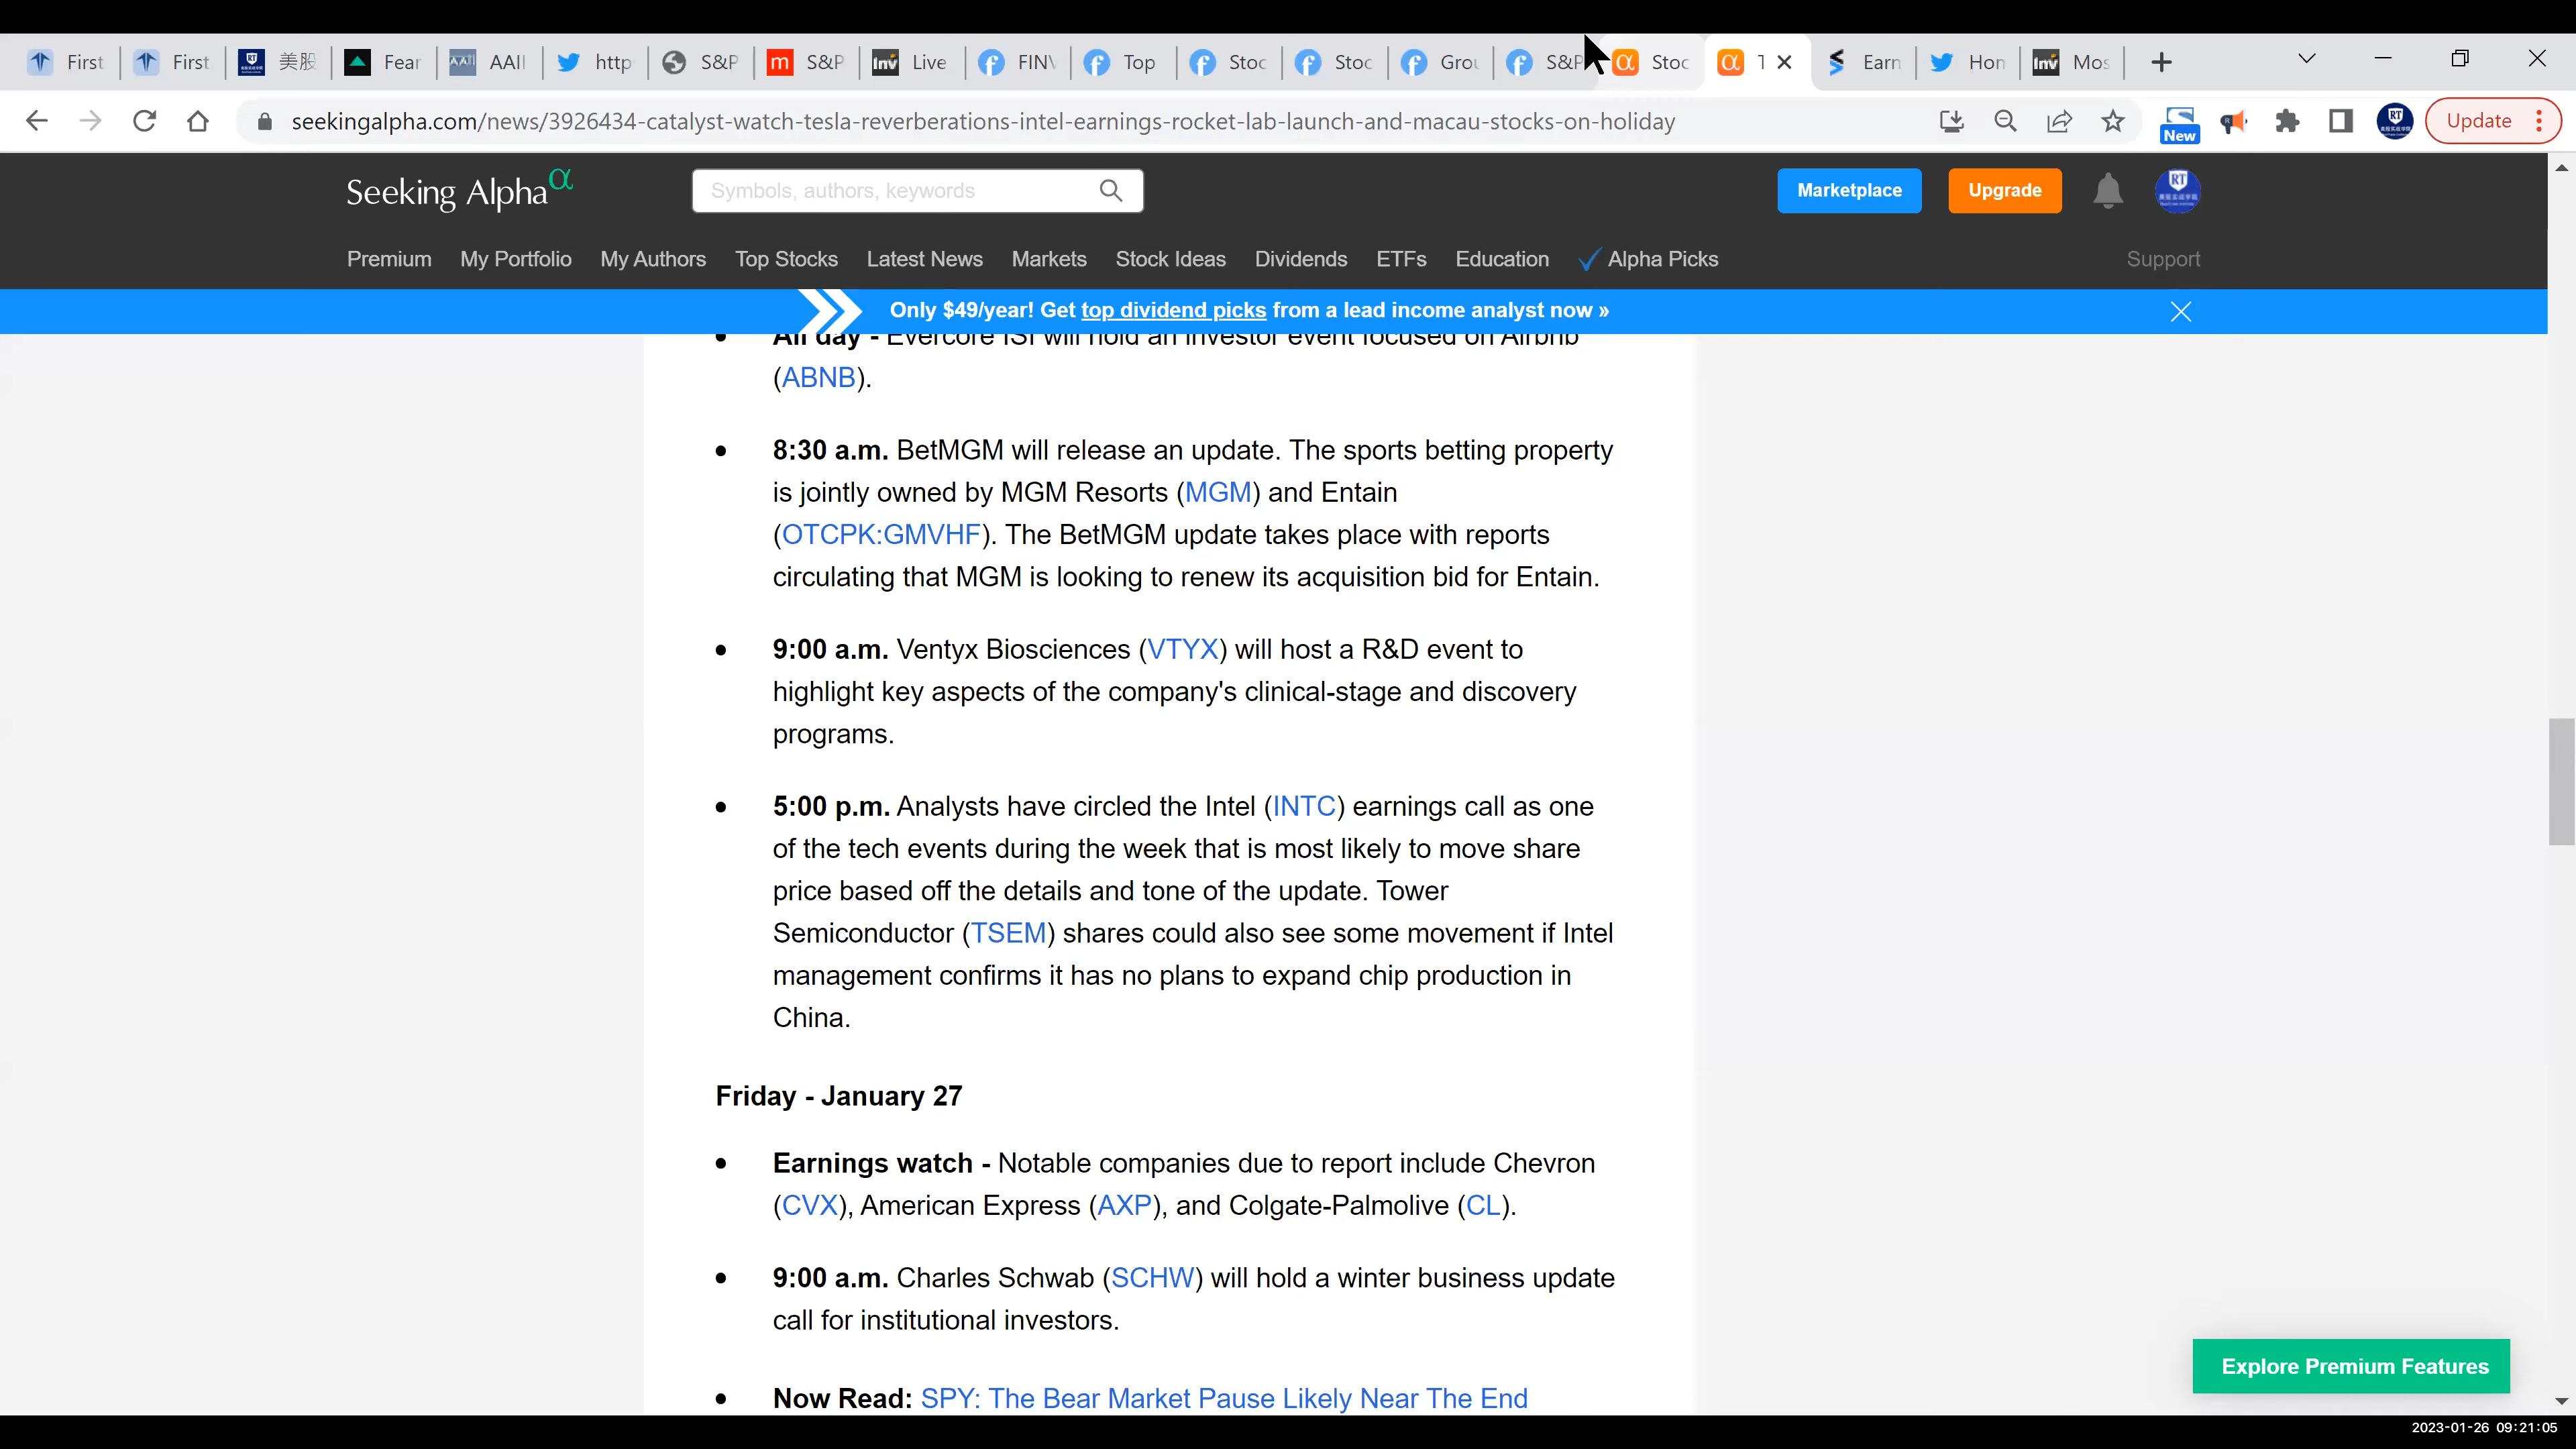 First
First
美股
Fear
AAII
http
S&P
S&P
Live
FINV
Top
Stoc
Stoc
Grou
S&P
Stoc
T
Earn
Hom
Mos
seekingalpha.com/news/3926434-catalyst-watch-tesla-reverberations-intel-earnings-rocket-lab-launch-and-macau-stocks-on-holiday
New
Update
Seeking Alpha α
Symbols, authors, keywords
Marketplace
Upgrade
Premium My Portfolio My Authors Top Stocks Latest News Markets Stock Ideas Dividends ETFs Education Alpha Picks Support
Only $49/year! Get top dividend picks from a lead income analyst now »
All day - Evercore ISI will hold an investor event focused on Airbnb
(ABNB).
8:30 a.m. BetMGM will release an update. The sports betting property
is jointly owned by MGM Resorts (MGM) and Entain
(OTCPK:GMVHF). The BetMGM update takes place with reports
circulating that MGM is looking to renew its acquisition bid for Entain.
9:00 a.m. Ventyx Biosciences (VTYX) will host a R&D event to
highlight key aspects of the company's clinical-stage and discovery
programs.
5:00 p.m. Analysts have circled the Intel (INTC) earnings call as one
of the tech events during the week that is most likely to move share
price based off the details and tone of the update. Tower
Semiconductor (TSEM) shares could also see some movement if Intel
management confirms it has no plans to expand chip production in
China.
Friday - January 27
Earnings watch - Notable companies due to report include Chevron
(CVX), American Express (AXP), and Colgate-Palmolive (CL).
9:00 a.m. Charles Schwab (SCHW) will hold a winter business update
call for institutional investors.
Now Read: SPY: The Bear Market Pause Likely Near The End
Explore Premium Features
2023-01-26 09:21:05